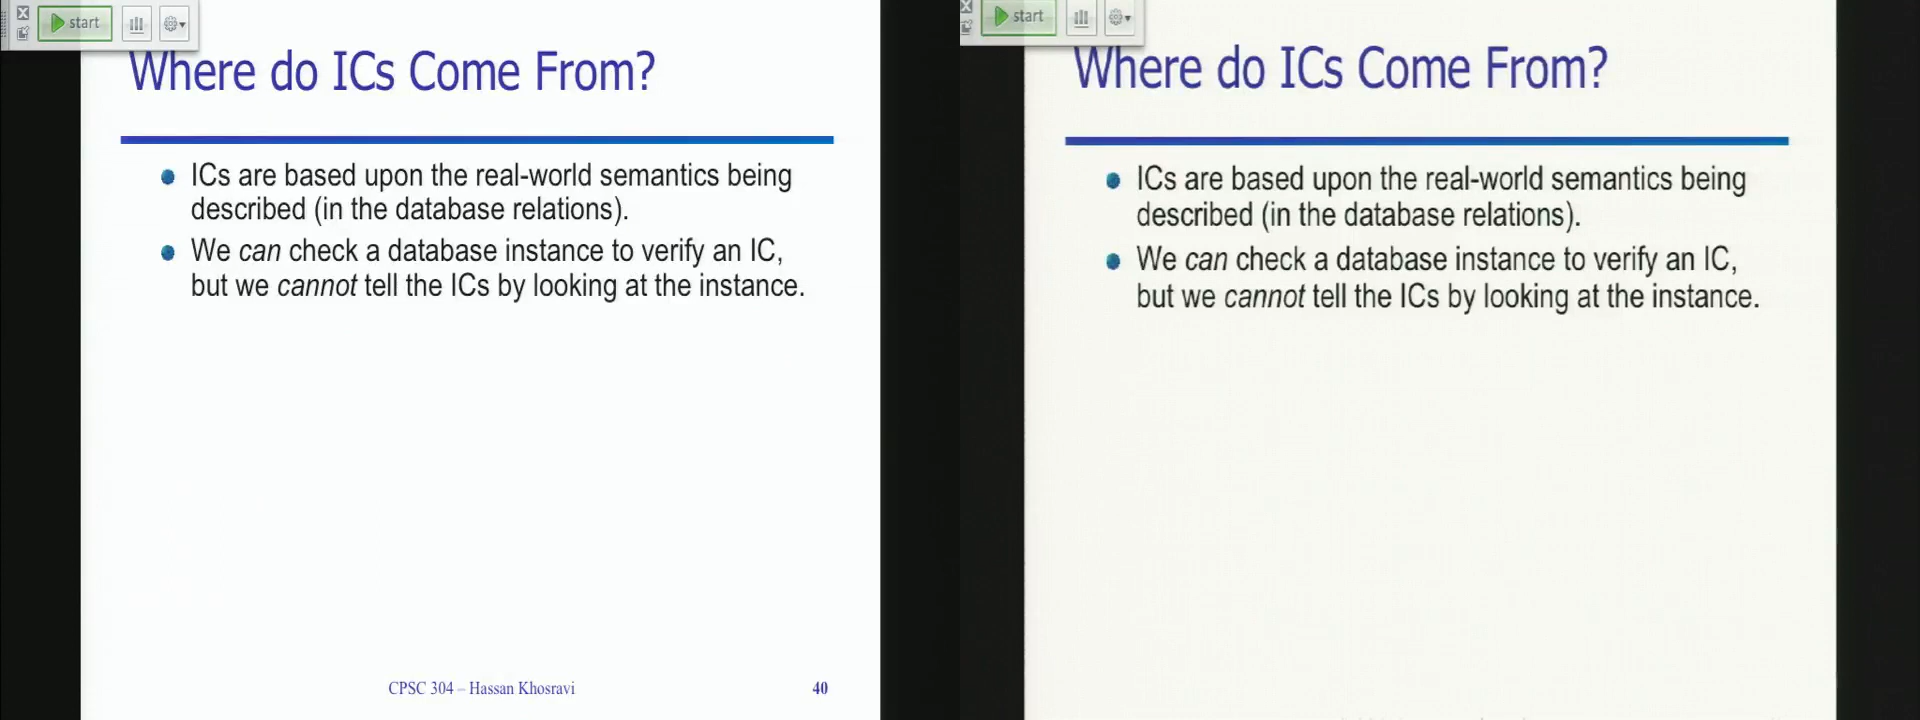 start
Where do ICs Come From?
ICs are based upon the real-world semantics being
described (in the database relations).
We can check a database instance to verify an IC,
but we cannot tell the ICs by looking at the instance.
CPSC 304 – Hassan Khosravi
40
start
Where do ICs Come From?
ICs are based upon the real-world semantics being
described (in the database relations).
We can check a database instance to verify an IC,
but we cannot tell the ICs by looking at the instance.